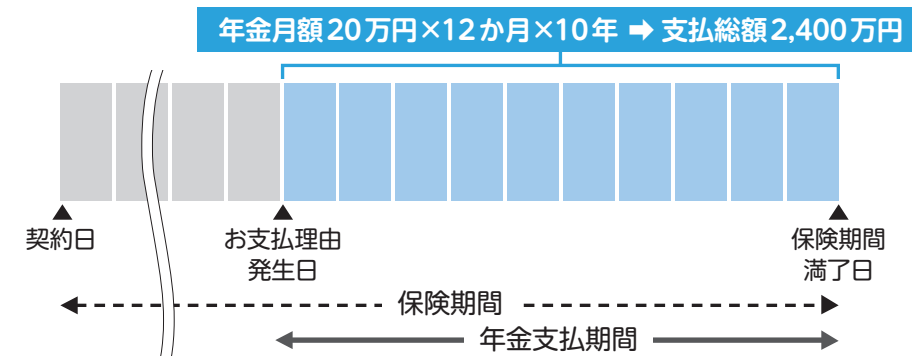 年金月額20万円×12か月×10年 ➡ 支払総額2,400万円
契約日
お支払理由
発生日
保険期間
満了日
保険期間
年金支払期間